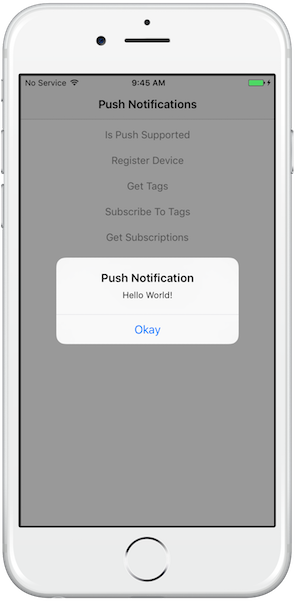 No Service 9:45 AM
Push Notifications
Is Push Supported
Register Device
Get Tags
Subscribe To Tags
Get Subscriptions
Push Notification
Hello World!
Okay